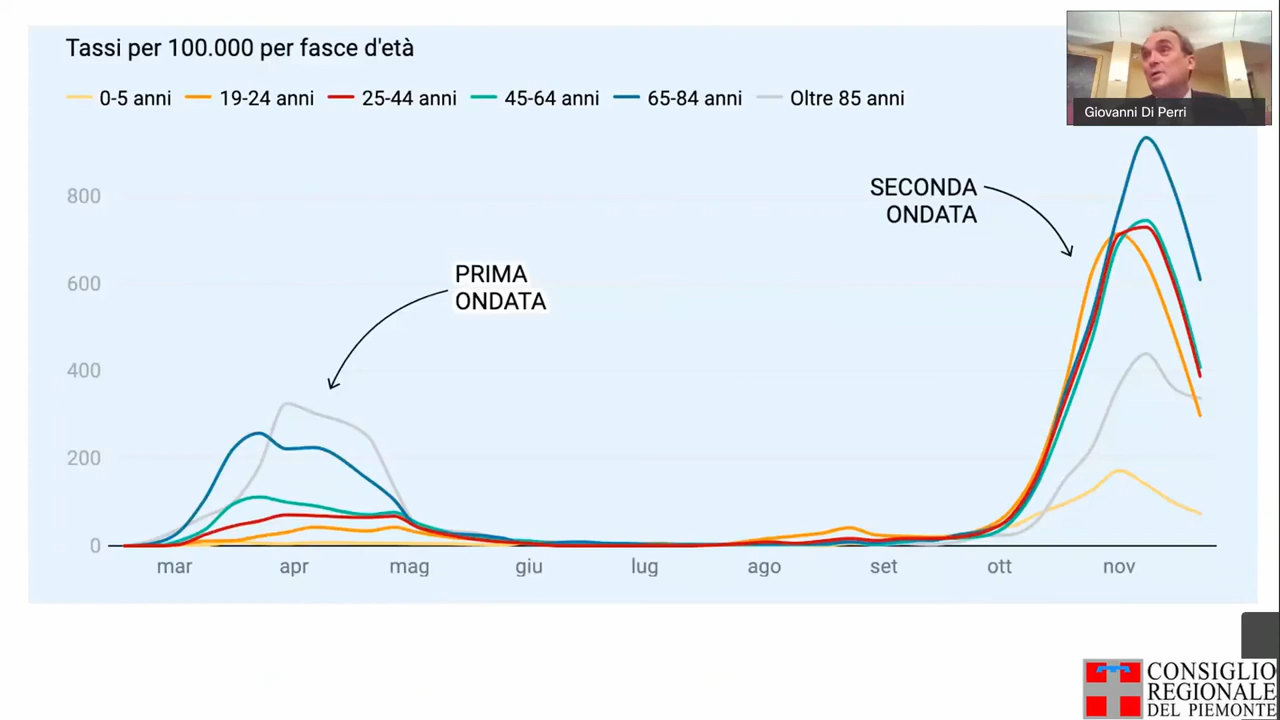 Tassi per 100.000 per fasce d'età
0-5 anni 19-24 anni 25-44 anni 45-64 anni 65-84 anni Oltre 85 anni
Giovanni Di Perri
SECONDA
ONDATA
PRIMA
ONDATA
800
600
400
200
0
mar apr mag giu lug ago set ott nov
CONSIGLIO
REGIONALE
DEL PIEMONTE